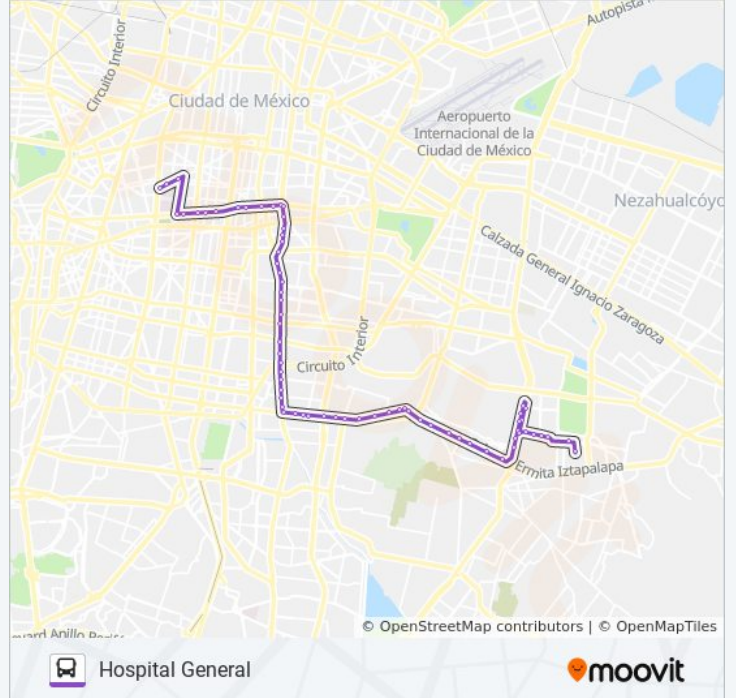 Autopista
Circuito Interior
Ciudad de México
Aeropuerto
Internacional de la
Ciudad de México
Nezahualcóyo
Calzada General Ignacio Zaragoza
Circuito Interior
Ermita Iztapalapa
© OpenStreetMap contributors | © OpenMapTiles
Hospital General
moovit